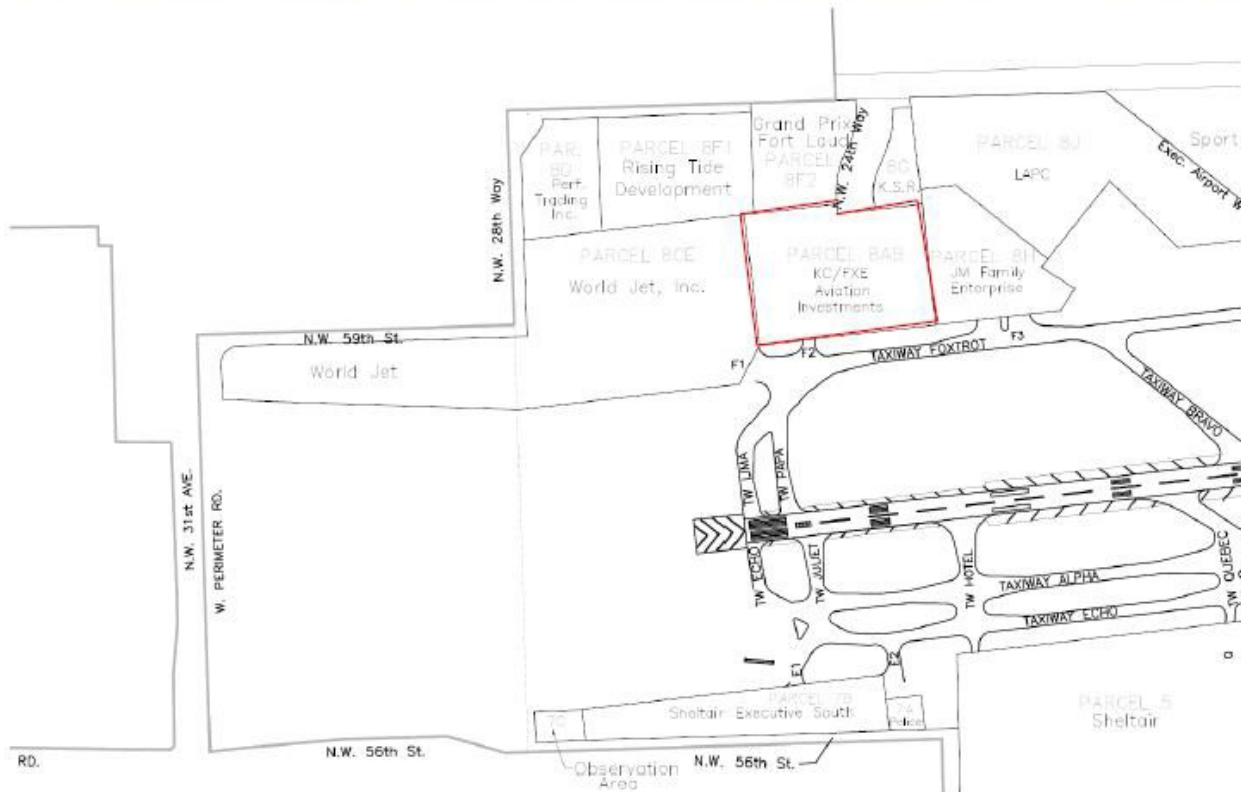 Grand Prix
Fort Laud
PARCEL
8F2
PARCEL 8F1
Rising Tide
Development
8D
Perf.
Trading
Inc.
N.W. 24th Way
8G
K.S.R.
PARCEL 8J
LAPC
Sport
Exec. Airport W
N.W. 28th Way
PARCEL 8CE
World Jet, Inc.
PARCEL 8AB
KC/FXE
Aviation
Investments
PARCEL 8H
JM Family
Enterprise
N.W. 59th St.
World Jet
F1
F2
F3
TAXIWAY FOXTROT
TAXIWAY BRAVO
TW LIMA
TW PAPA
N.W. 31st AVE.
W. PERIMETER RD.
TW ECHO
TW JULIET
TW HOTEL
TAXIWAY ALPHA
TAXIWAY ECHO
TW QUEBEC
E1
E2
PARCEL 7B
Sheltair Executive South
7A
Police
7C
PARCEL 5
Sheltair
RD.
N.W. 56th St.
N.W. 56th St.
Observation
Area